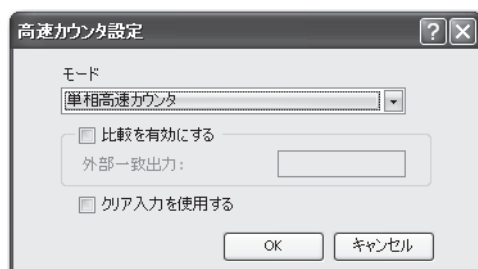 高速カウンタ設定
モード
単相高速カウンタ
比較を有効にする
外部一致出力:
クリア入力を使用する
OK キャンセル